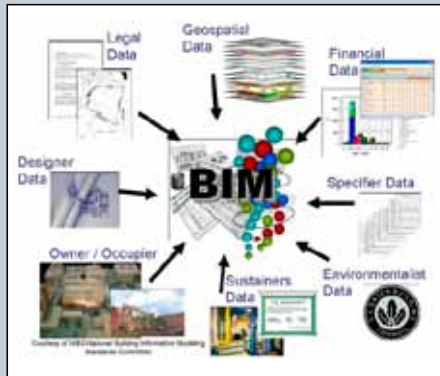 Legal
Data
Geospatial
Data
Financial
Data
Designer
Data
BIM
Specifier Data
Owner / Occupier
Sustainers
Data
Environmentalist
Data
Courtesy of NIBS National Building Information Modeling
Standards Committee